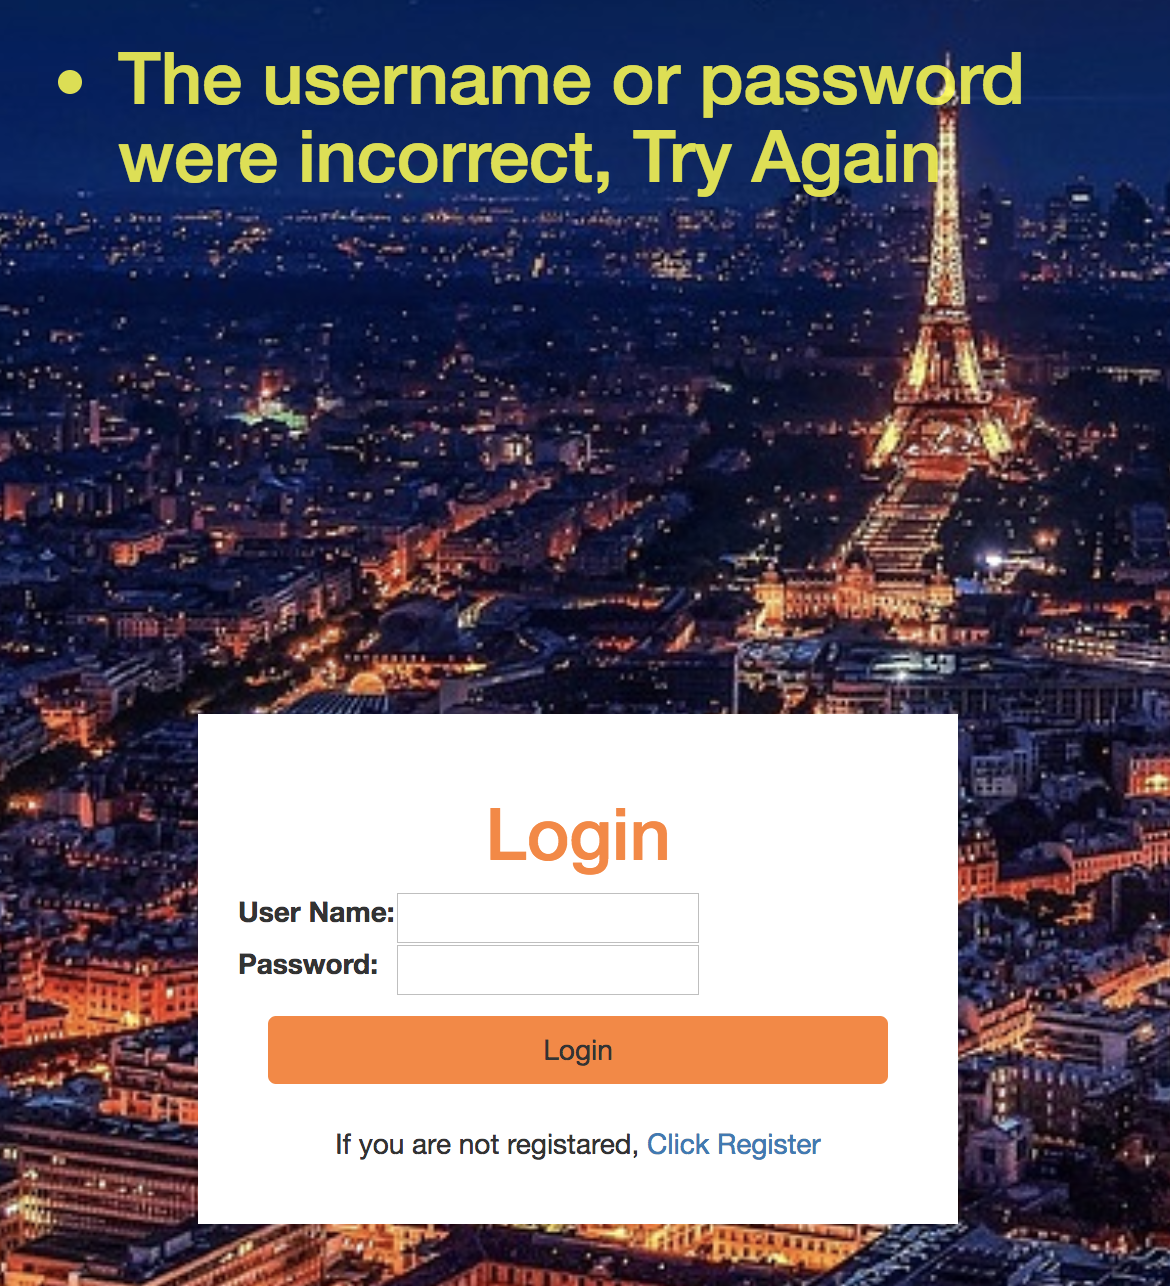 • The username or password
were incorrect, Try Again
Login
User Name:
Password:
Login
If you are not registared, Click Register